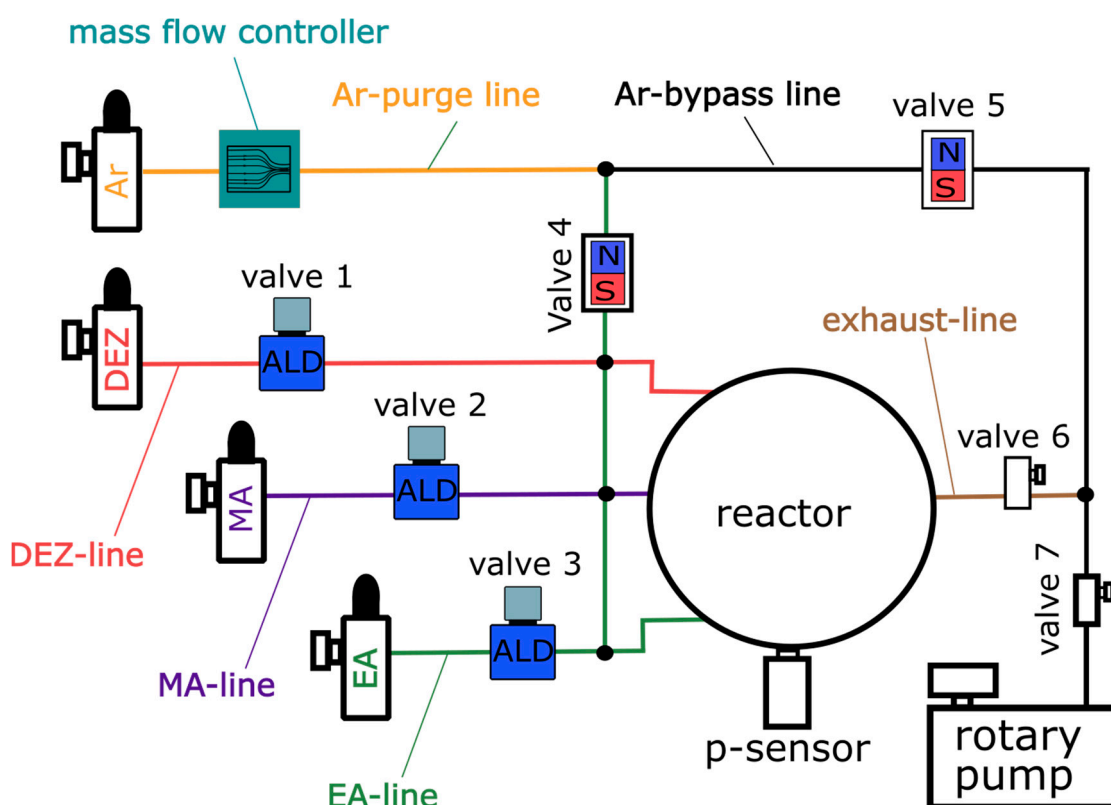 mass flow controller
Ar-purge line
Ar-bypass line
valve 5
Ar
N
S
Valve 4
N
S
valve 1
DEZ
ALD
exhaust-line
valve 2
valve 6
MA
ALD
reactor
DEZ-line
valve 3
valve 7
EA
ALD
MA-line
p-sensor
rotary
pump
EA-line